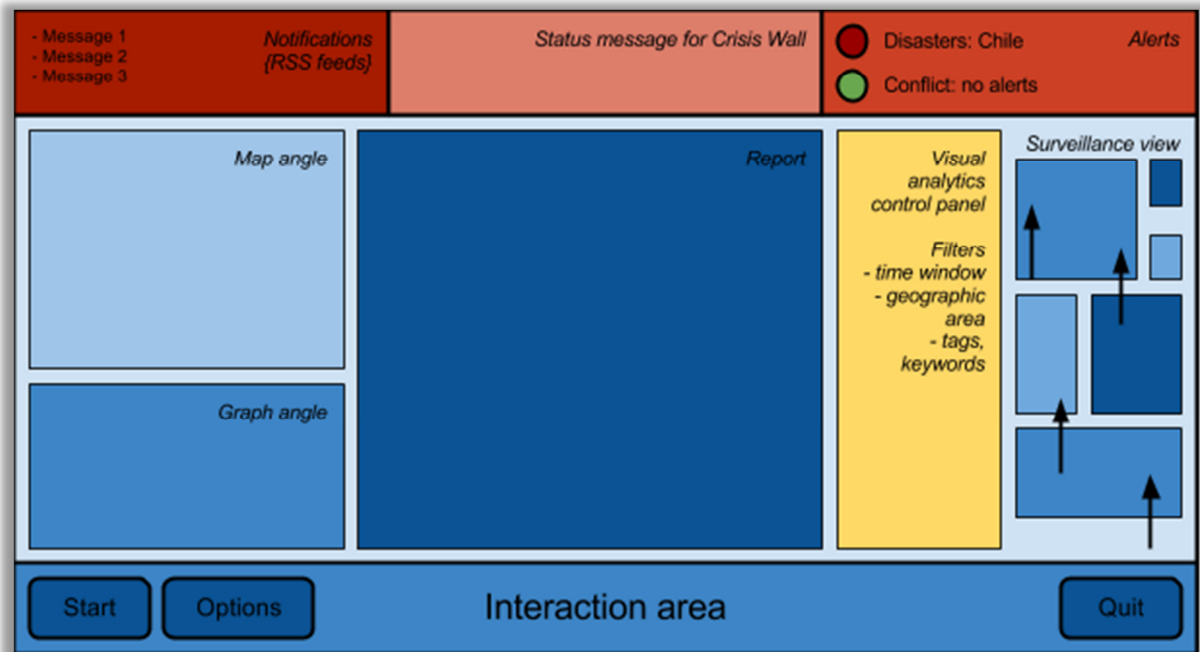 - Message 1
- Message 2
- Message 3
Notifications
{RSS feeds}
Status message for Crisis Wall
Disasters: Chile
Conflict: no alerts
Alerts
Map angle
Graph angle
Report
Visual
analytics
control panel
Filters
- time window
- geographic
area
- tags,
keywords
Surveillance view
Start
Options
Interaction area
Quit